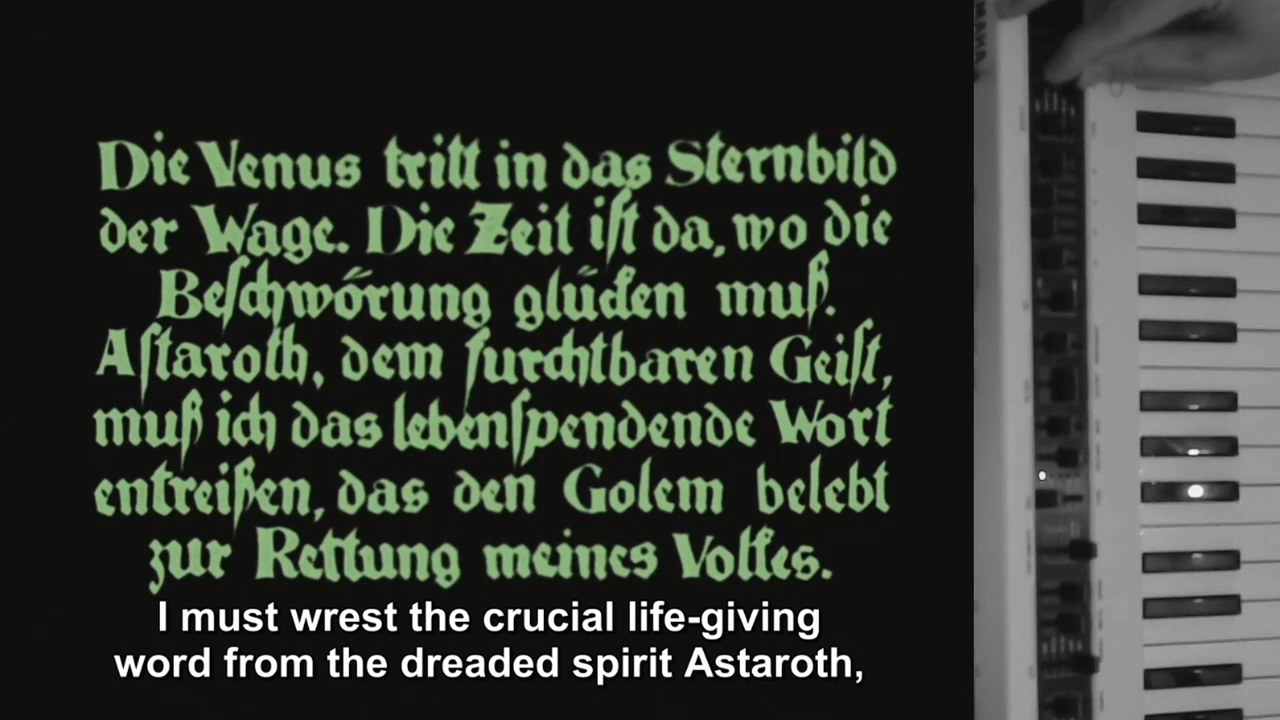 Die Venus tritt in das Sternbild
der Wage. Die Zeit iſt da, wo die
Beſchwörung glücken muß.
Aſtaroth, dem furchtbaren Geiſt,
muß ich das lebenſpendende Wort
entreißen, das den Golem belebt
zur Rettung meines Volkes.
I must wrest the crucial life-giving
word from the dreaded spirit Astaroth,